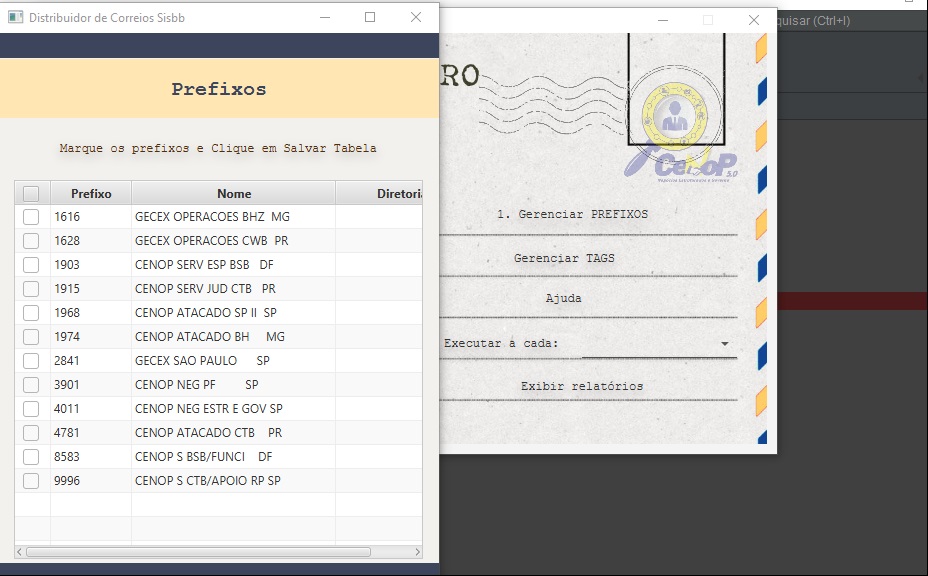 Distribuidor de Correios Sisbb
Prefixos
Marque os prefixos e Clique em Salvar Tabela
Prefixo Nome Diretoria
1616 GECEX OPERACOES BHZ MG
1628 GECEX OPERACOES CWB PR
1903 CENOP SERV ESP BSB DF
1915 CENOP SERV JUD CTB PR
1968 CENOP ATACADO SP II SP
1974 CENOP ATACADO BH MG
2841 GECEX SAO PAULO SP
3901 CENOP NEG PF SP
4011 CENOP NEG ESTR E GOV SP
4781 CENOP ATACADO CTB PR
8583 CENOP S BSB/FUNCI DF
9996 CENOP S CTB/APOIO RP SP
RO
CeNoP 5.0
1. Gerenciar PREFIXOS
Gerenciar TAGS
Ajuda
Executar à cada:
Exibir relatórios
quisar (Ctrl+I)